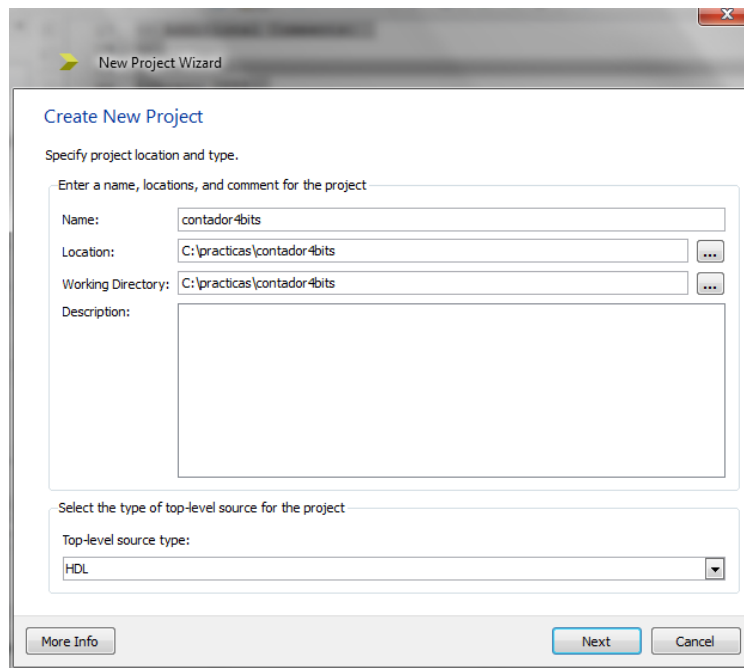 New Project Wizard
Create New Project
Specify project location and type.
Enter a name, locations, and comment for the project
Name: contador4bits
Location: C:\practicas\contador4bits ...
Working Directory: C:\practicas\contador4bits ...
Description:
Select the type of top-level source for the project
Top-level source type:
HDL
More Info Next Cancel